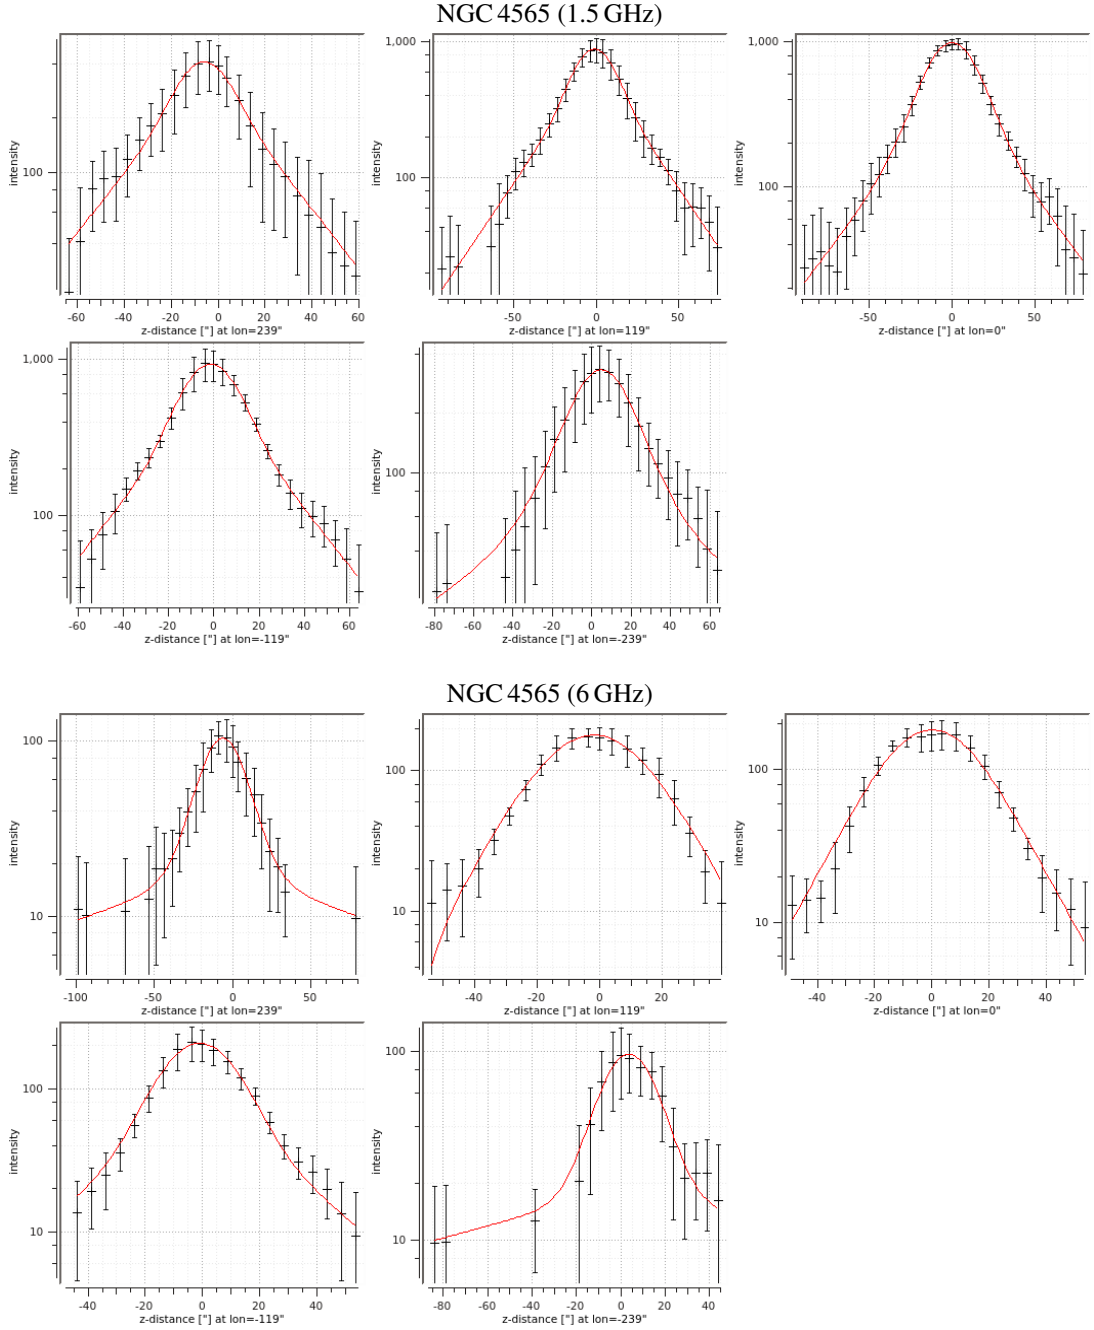 NGC 4565 (1.5 GHz)
intensity
100
-60 -40 -20 0 20 40 60
z-distance ["] at lon=239"
intensity
1,000
100
-50 0 50
z-distance ["] at lon=119"
intensity
1,000
100
-50 0 50
z-distance ["] at lon=0"
intensity
1,000
100
-60 -40 -20 0 20 40 60
z-distance ["] at lon=-119"
intensity
100
-80 -60 -40 -20 0 20 40 60
z-distance ["] at lon=-239"
NGC 4565 (6 GHz)
intensity
100
10
-100 -50 0 50
z-distance ["] at lon=239"
intensity
100
10
-40 -20 0 20
z-distance ["] at lon=119"
intensity
100
10
-40 -20 0 20 40
z-distance ["] at lon=0"
intensity
100
10
-40 -20 0 20 40
z-distance ["] at lon=-119"
intensity
100
10
-80 -60 -40 -20 0 20 40
z-distance ["] at lon=-239"